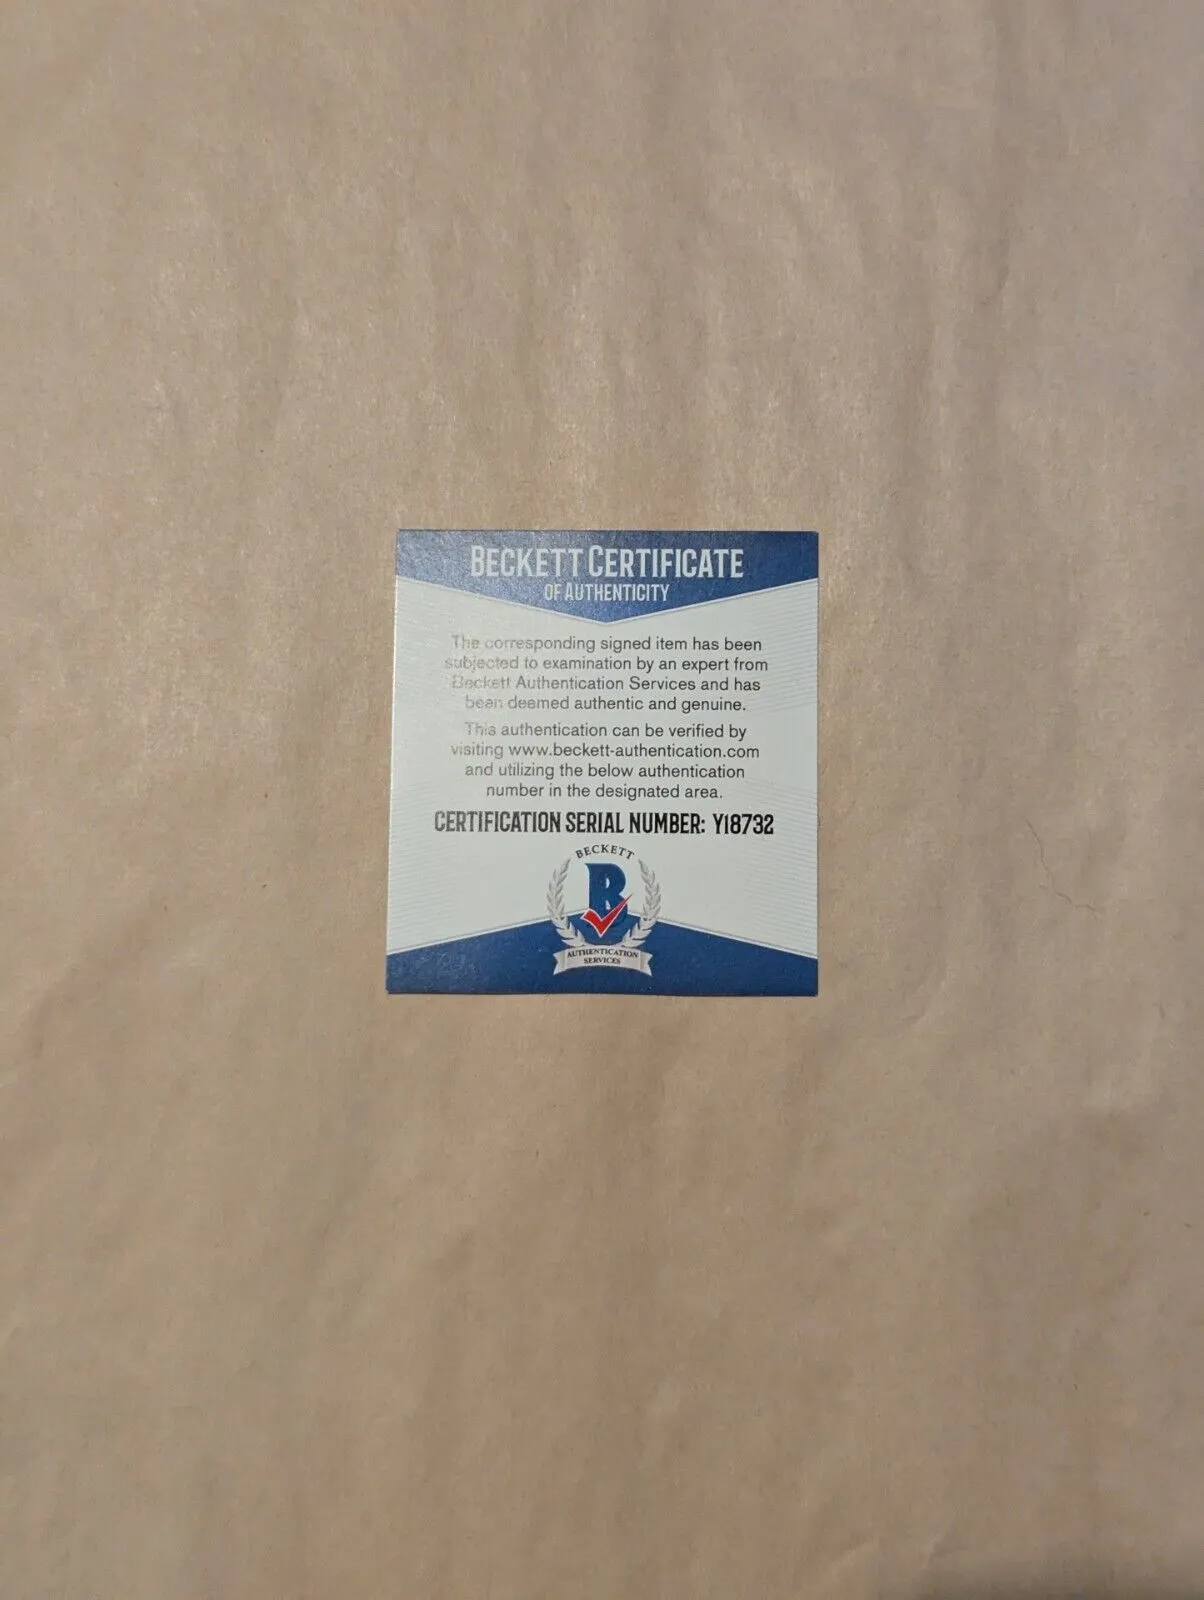 BECKETT CERTIFICATE
OF AUTHENTICITY
The corresponding signed item has been
subjected to examination by an expert from
Beckett Authentication Services and has
been deemed authentic and genuine.
This authentication can be verified by
visiting www.beckett-authentication.com
and utilizing the below authentication
number in the designated area.
CERTIFICATION SERIAL NUMBER: Y18732
BECKETT
B
AUTHENTICATION
SERVICES